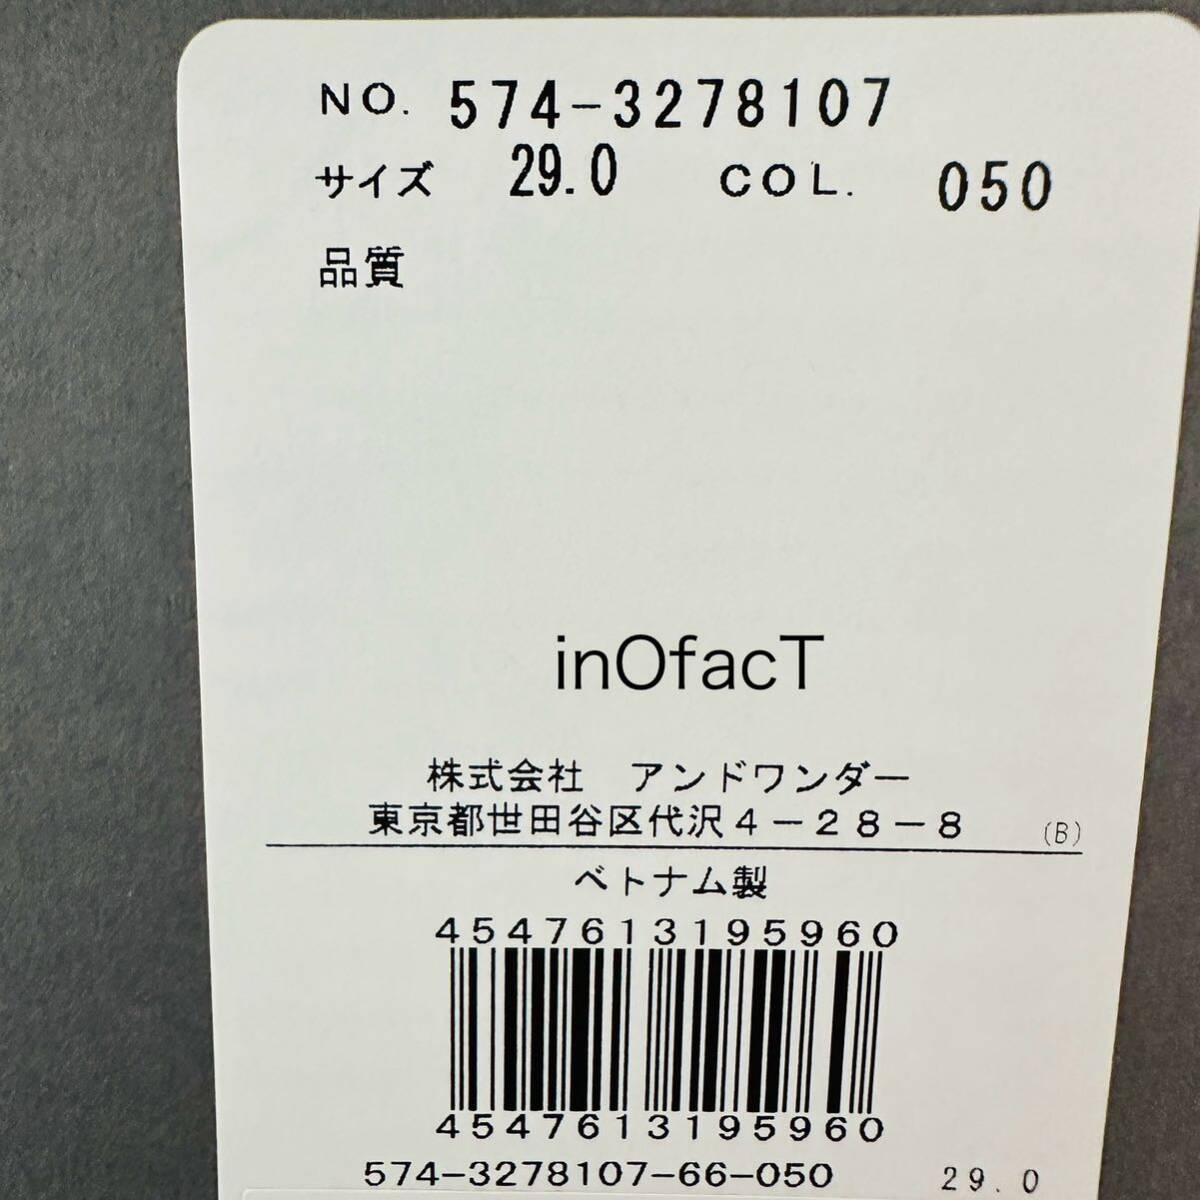 NO. 574-3278107
サイズ 29.0 COL. 050
品質
inOfacT
株式会社 アンドワンダー
東京都世田谷区代沢4-28-8 (B)
ベトナム製
4547613195960
4547613195960
574-3278107-66-050 29.0